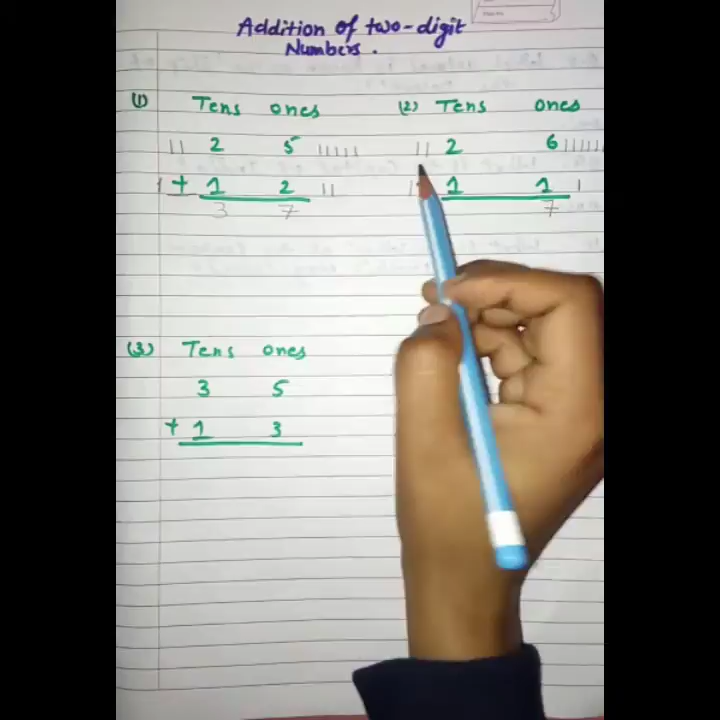 Addition of two-digit
Numbers.
(1) Tens ones
|| 2 5 |||||
| + 1 2 ||
3 7
(2) Tens ones
|| 2 6 ||||||
1 1 |
7
(3) Tens ones
3 5
+ 1 3